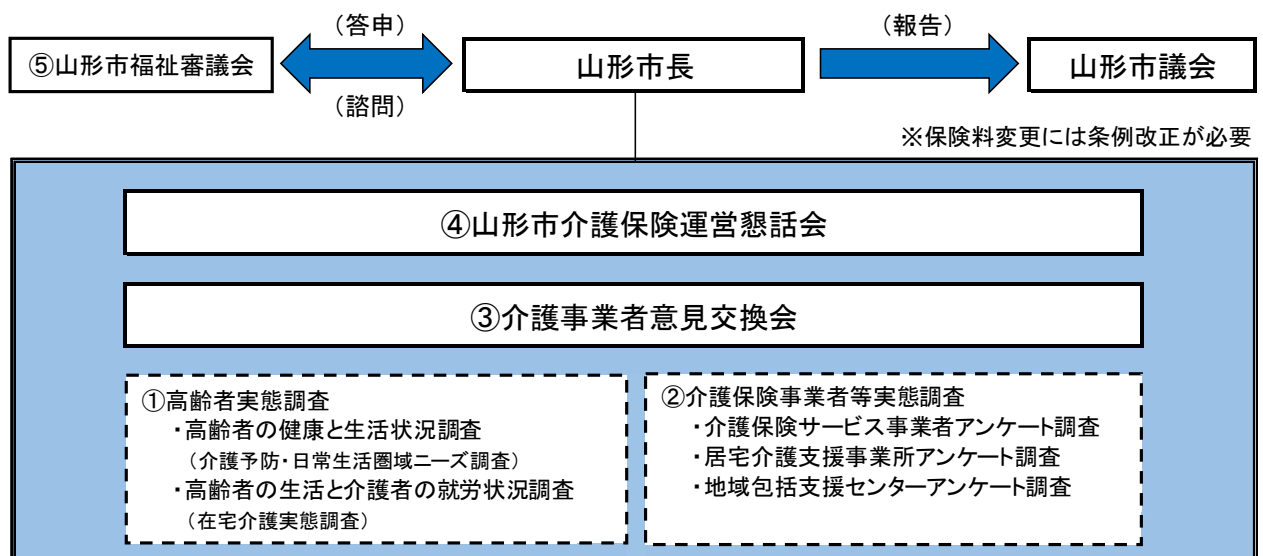 （答申）
（報告）
⑤山形市福祉審議会
山形市長
山形市議会
（諮問）
※保険料変更には条例改正が必要
④山形市介護保険運営懇話会
③介護事業者意見交換会
①高齢者実態調査
・高齢者の健康と生活状況調査
（介護予防・日常生活圏域ニーズ調査）
・高齢者の生活と介護者の就労状況調査
（在宅介護実態調査）
②介護保険事業者等実態調査
・介護保険サービス事業者アンケート調査
・居宅介護支援事業所アンケート調査
・地域包括支援センターアンケート調査